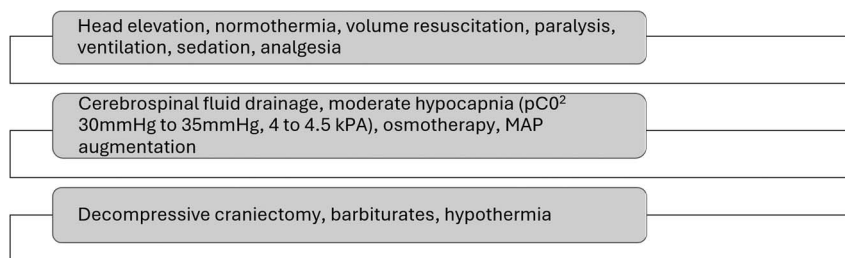 Head elevation, normothermia, volume resuscitation, paralysis,
ventilation, sedation, analgesia
Cerebrospinal fluid drainage, moderate hypocapnia (pC0²
30mmHg to 35mmHg, 4 to 4.5 kPA), osmotherapy, MAP
augmentation
Decompressive craniectomy, barbiturates, hypothermia